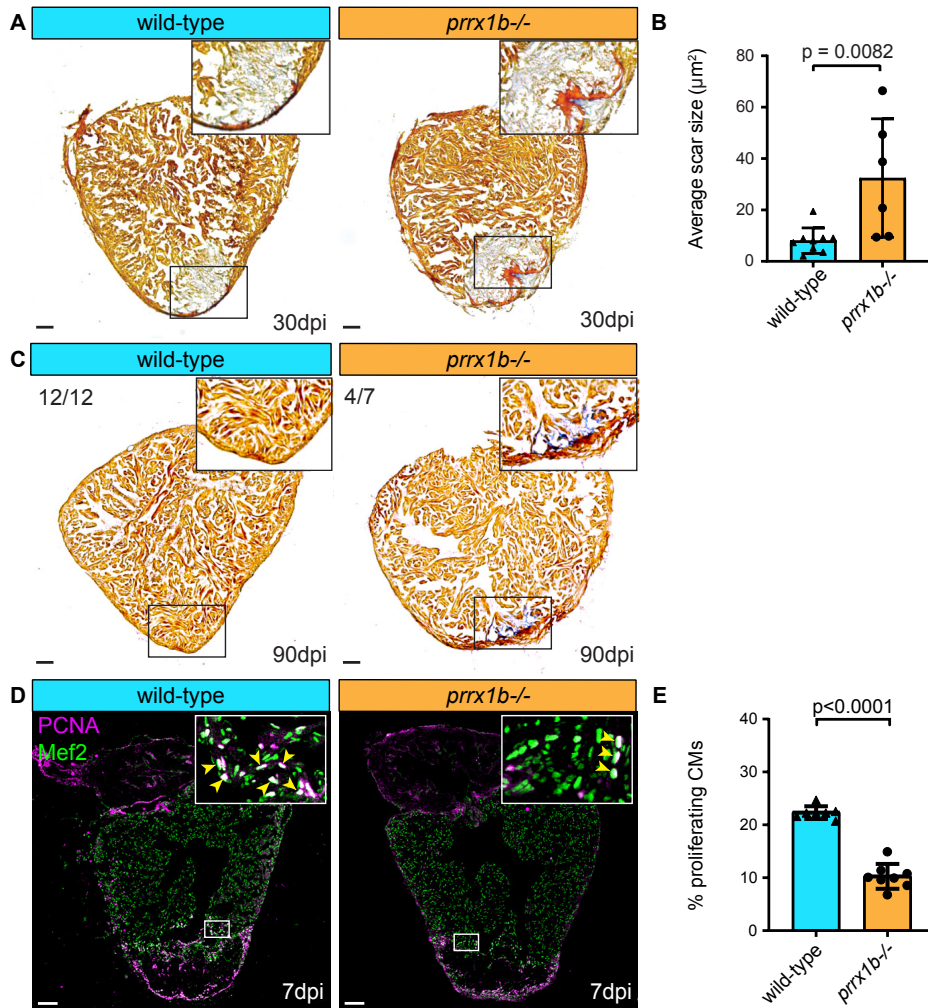 A
wild-type
prrx1b-/-
30dpi
30dpi
B
p = 0.0082
Average scar size (μm²)
80
60
40
20
0
wild-type
prrx1b-/-
C
wild-type
prrx1b-/-
12/12
4/7
90dpi
90dpi
D
wild-type
prrx1b-/-
PCNA
Mef2
7dpi
7dpi
E
p<0.0001
% proliferating CMs
40
30
20
10
0
wild-type
prrx1b-/-